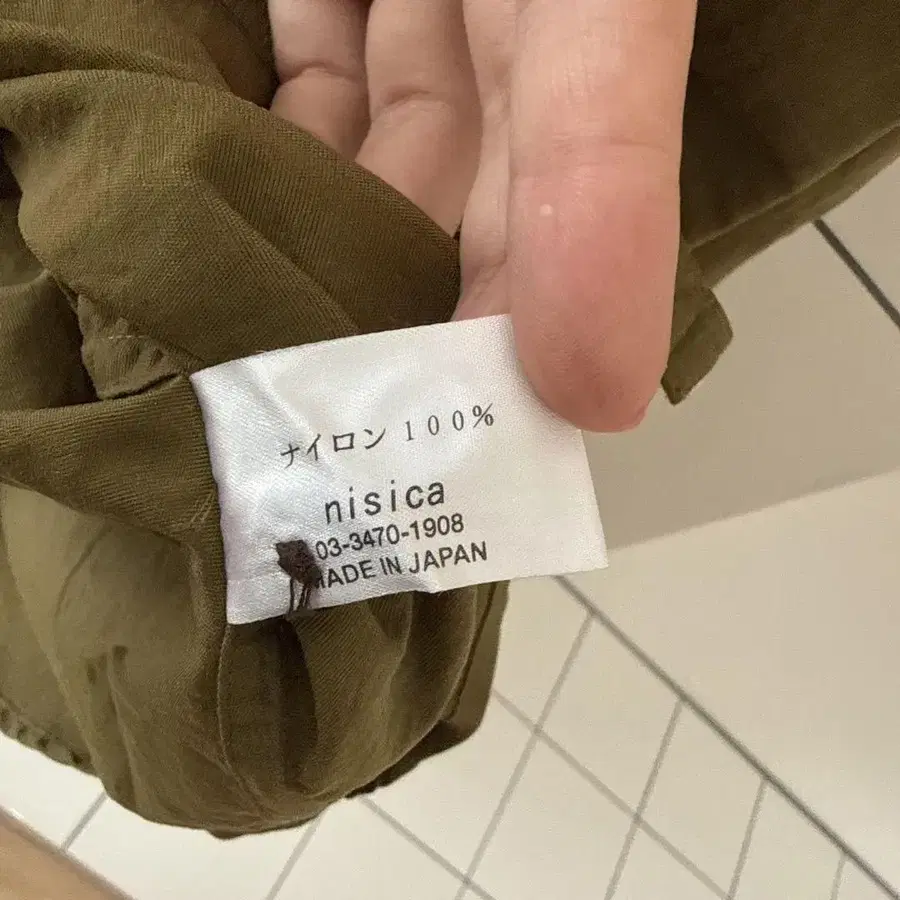 ナイロン 100%
nisica
03-3470-1908
MADE IN JAPAN